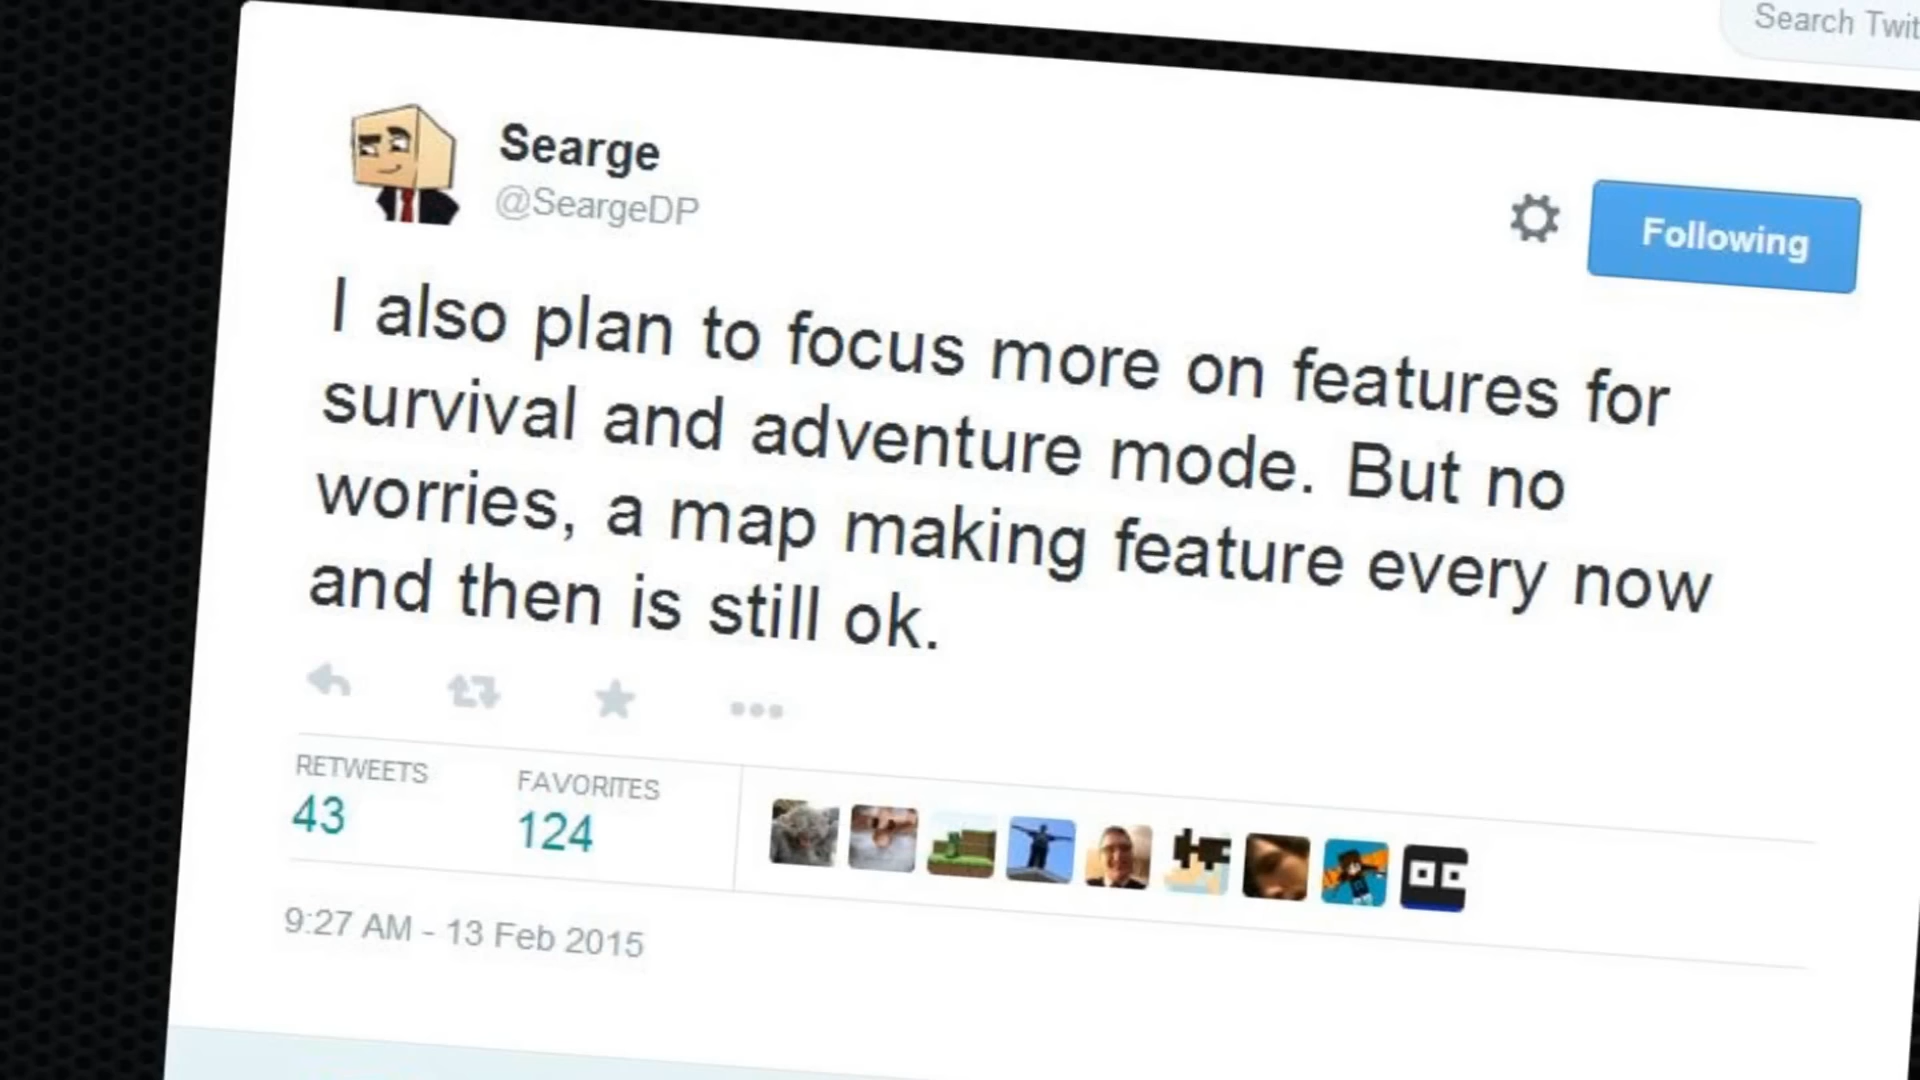 Search Twit
Searge
@SeargeDP
Following
I also plan to focus more on features for
survival and adventure mode. But no
worries, a map making feature every now
and then is still ok.
RETWEETS
43
FAVORITES
124
9:27 AM - 13 Feb 2015